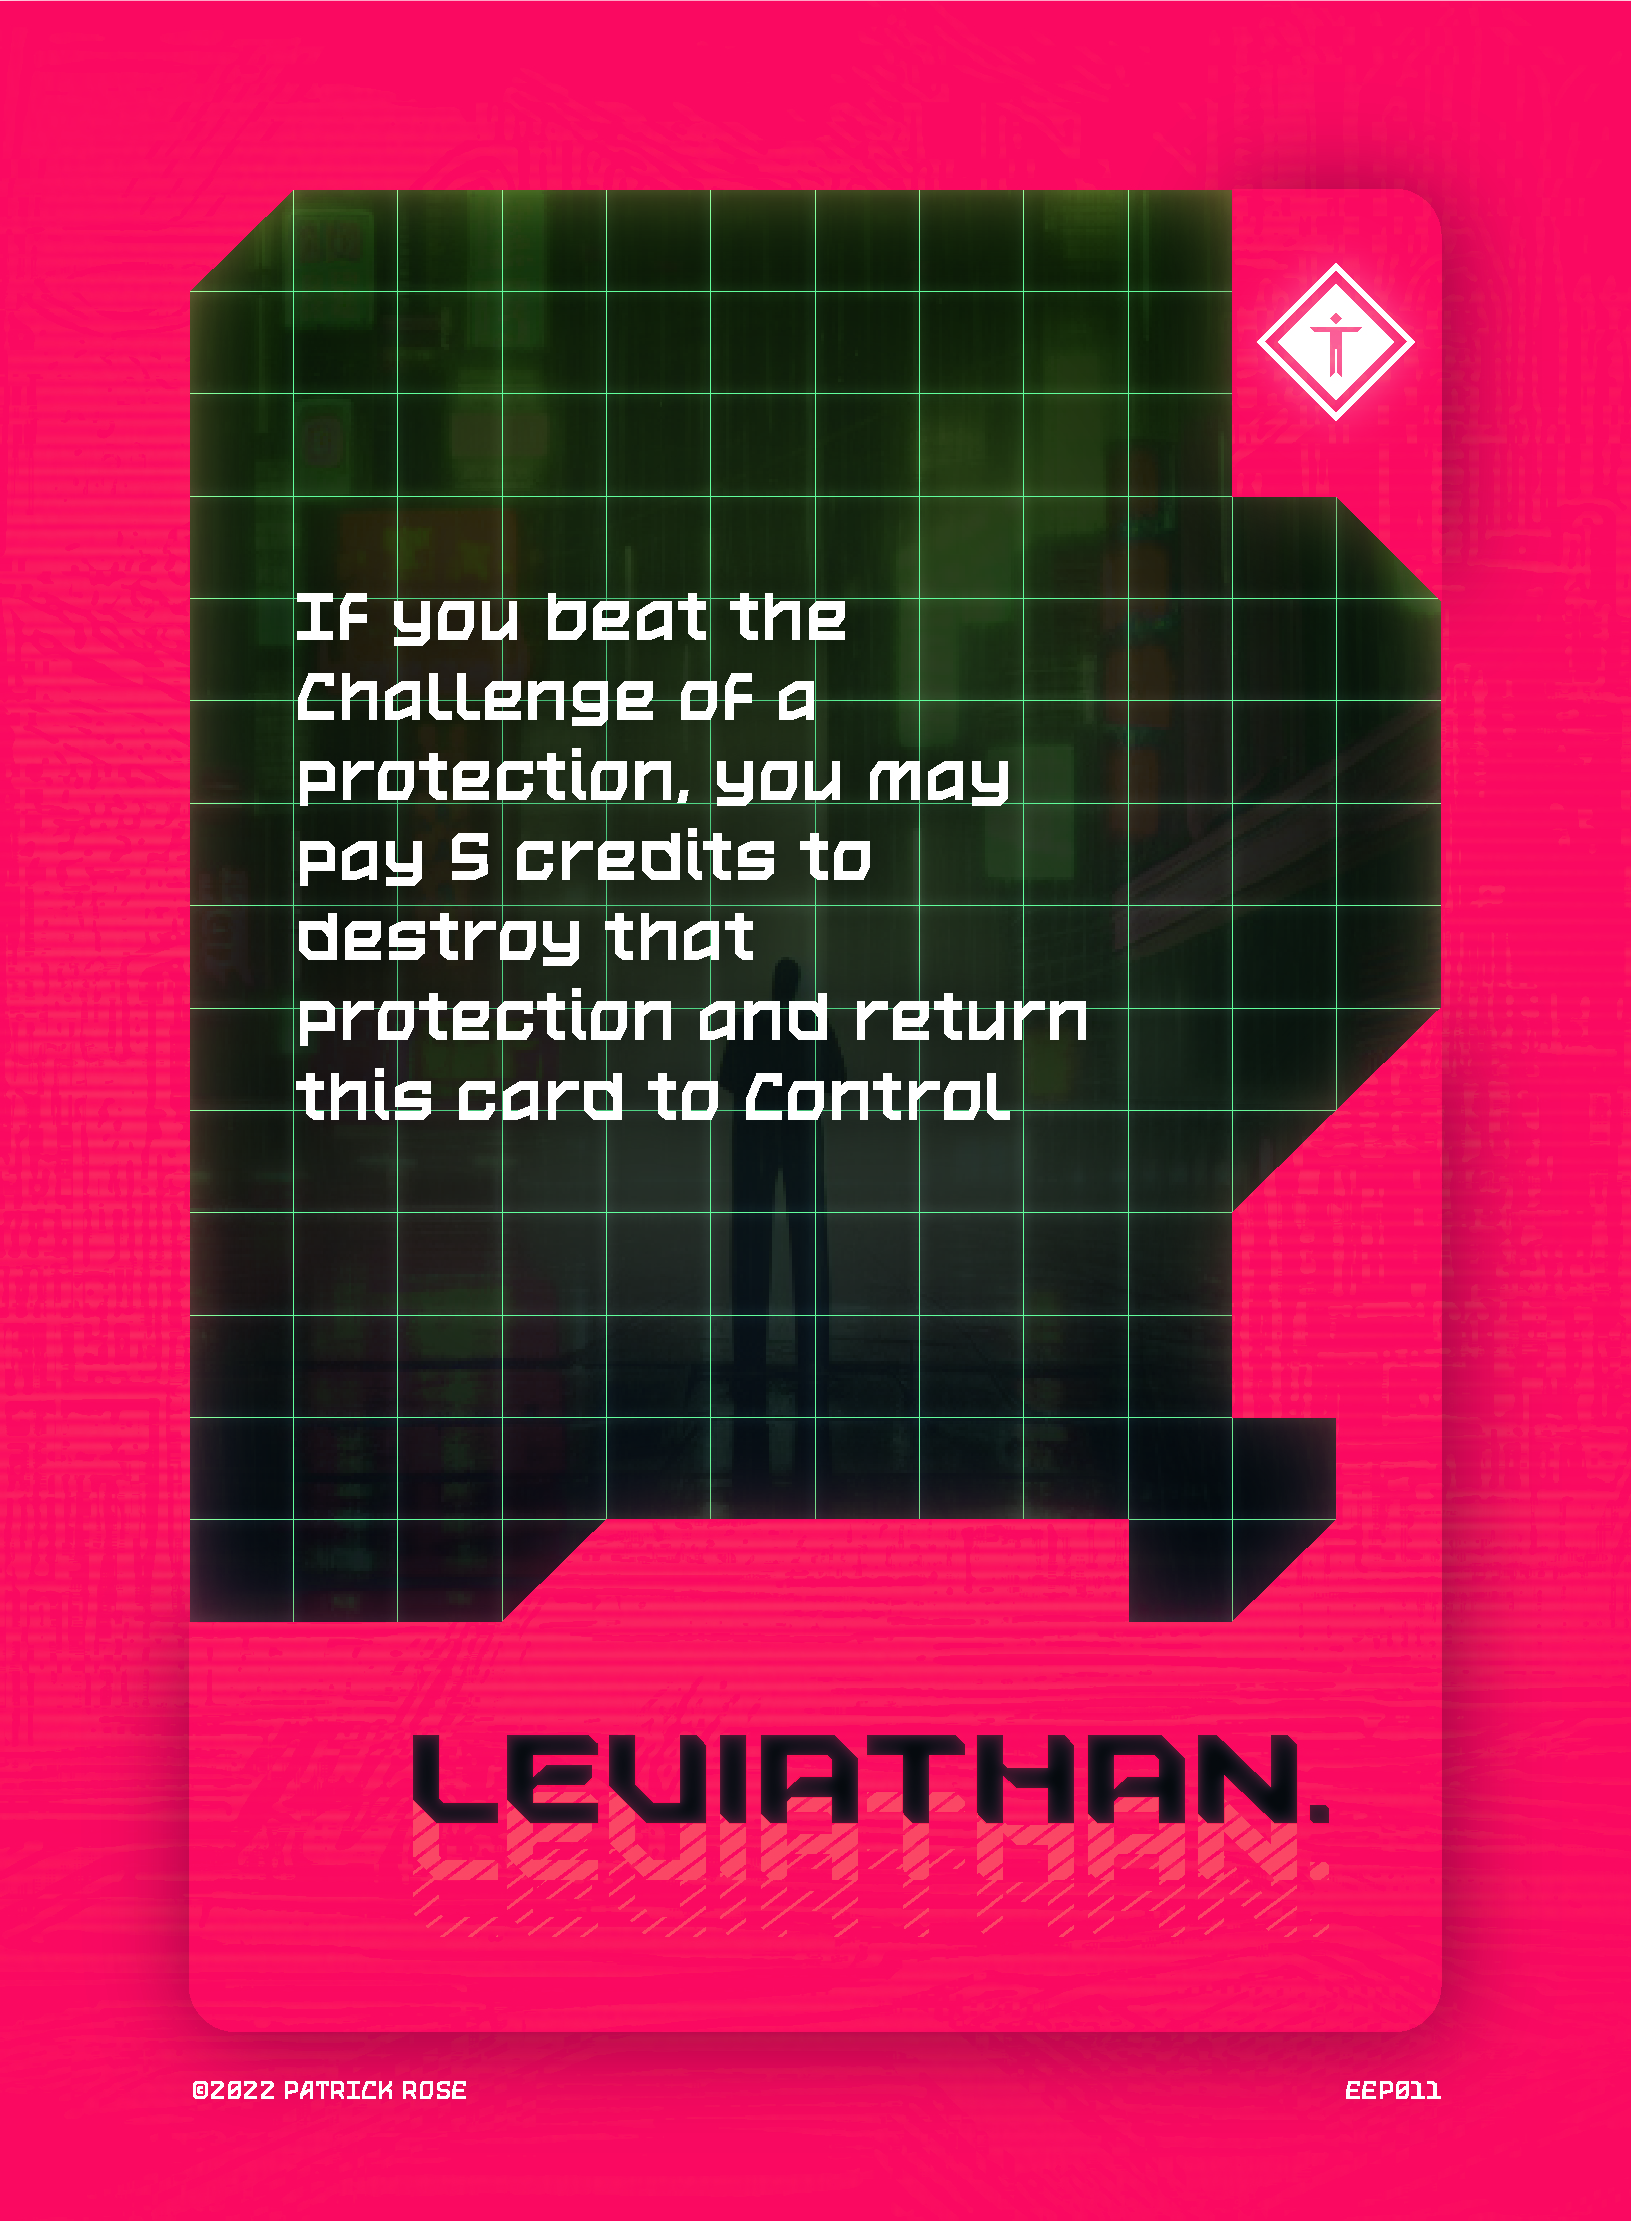 If you beat the
Challenge of a
protection, you may
pay 5 credits to
destroy that
protection and return
this card to Control
LEVIATHAN.
©2022 PATRICK ROSE
EEP011